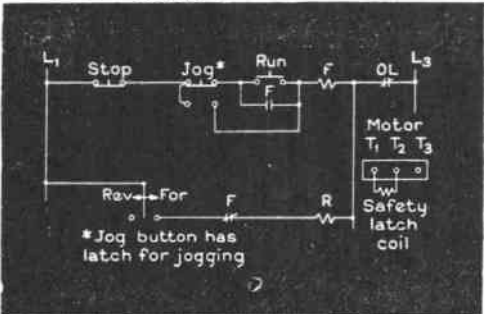 L₁
Stop
Jog*
Run
F
OL
L₃
F
Motor
T₁ T₂ T₃
Rev
For
F
R
Safety
latch
coil
*Jog button has
latch for jogging